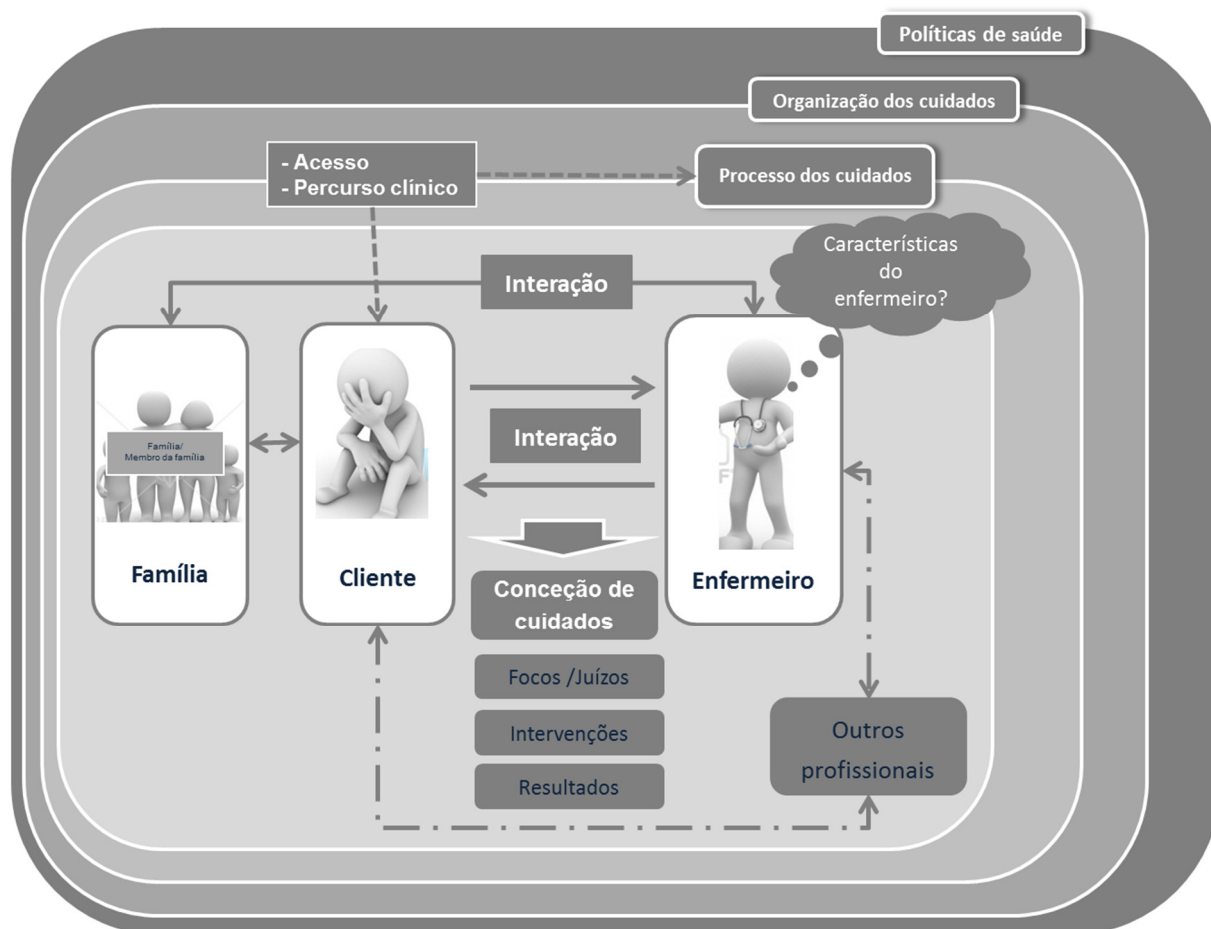 Políticas de saúde
Organização dos cuidados
- Acesso
- Percurso clínico
Processo dos cuidados
Características
do
enfermeiro?
Interação
Família/
Membro da família
Interação
Família
Cliente
Enfermeiro
Conceção de
cuidados
Focos /Juízos
Intervenções
Resultados
Outros
profissionais